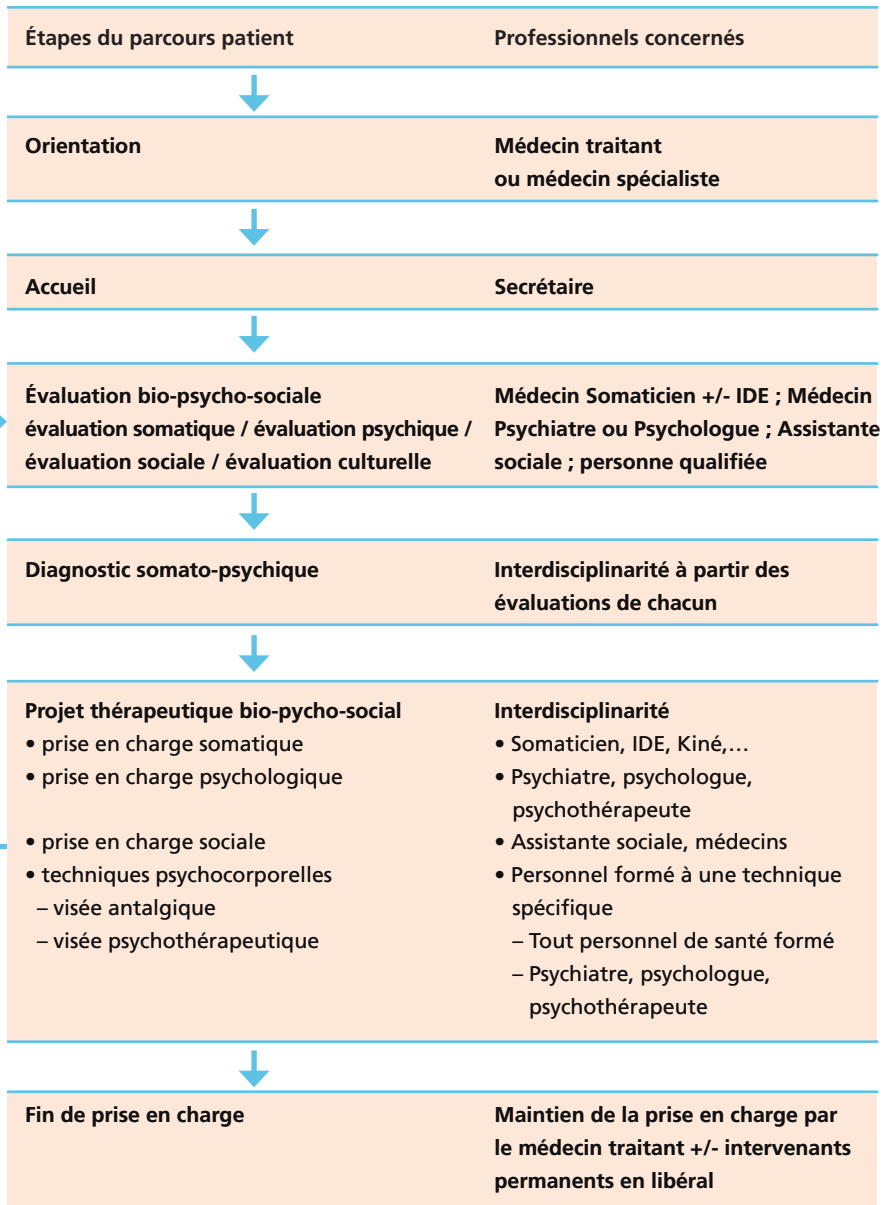 Étapes du parcours patient
Professionnels concernés
Orientation
Médecin traitant
ou médecin spécialiste
Accueil
Secrétaire
Évaluation bio-psycho-sociale
évaluation somatique / évaluation psychique /
évaluation sociale / évaluation culturelle
Médecin Somaticien +/- IDE ; Médecin
Psychiatre ou Psychologue ; Assistante
sociale ; personne qualifiée
Diagnostic somato-psychique
Interdisciplinarité à partir des
évaluations de chacun
Projet thérapeutique bio-pycho-social
• prise en charge somatique
• prise en charge psychologique
• prise en charge sociale
• techniques psychocorporelles
– visée antalgique
– visée psychothérapeutique
Interdisciplinarité
• Somaticien, IDE, Kiné,…
• Psychiatre, psychologue,
psychothérapeute
• Assistante sociale, médecins
• Personnel formé à une technique
spécifique
– Tout personnel de santé formé
– Psychiatre, psychologue,
psychothérapeute
Fin de prise en charge
Maintien de la prise en charge par
le médecin traitant +/- intervenants
permanents en libéral